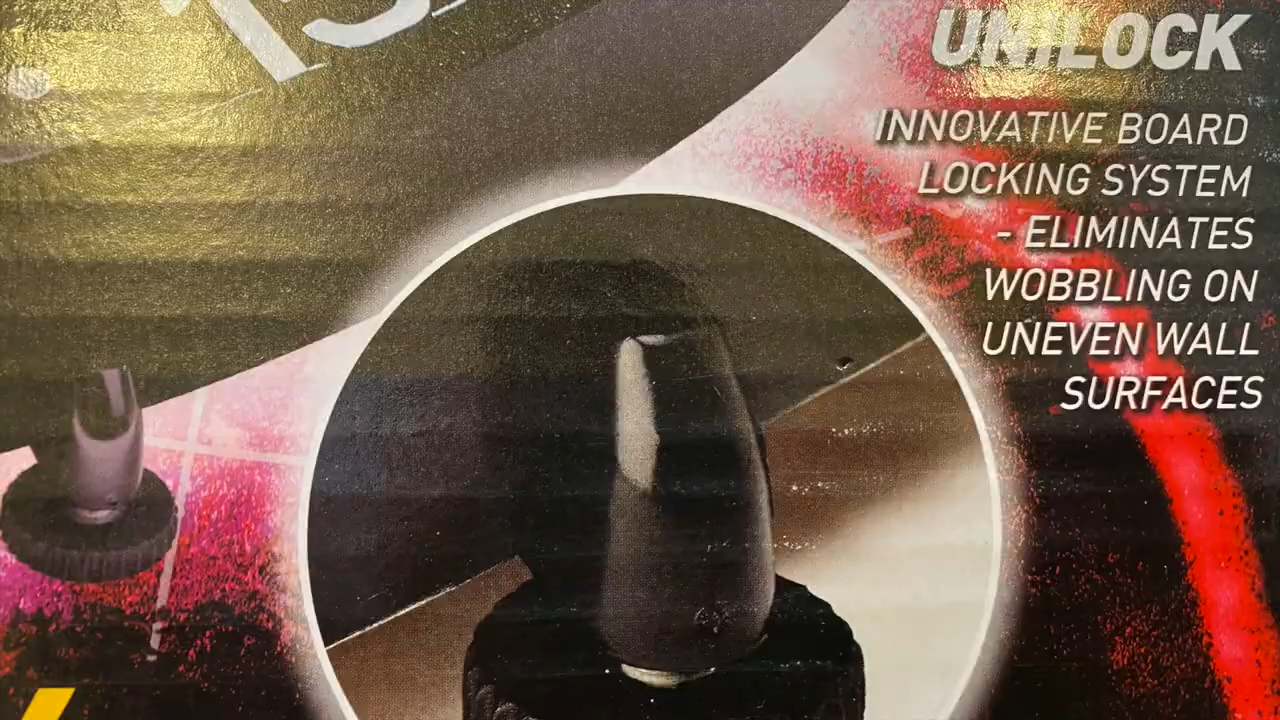 UNILOCK
INNOVATIVE BOARD
LOCKING SYSTEM
- ELIMINATES
WOBBLING ON
UNEVEN WALL
SURFACES